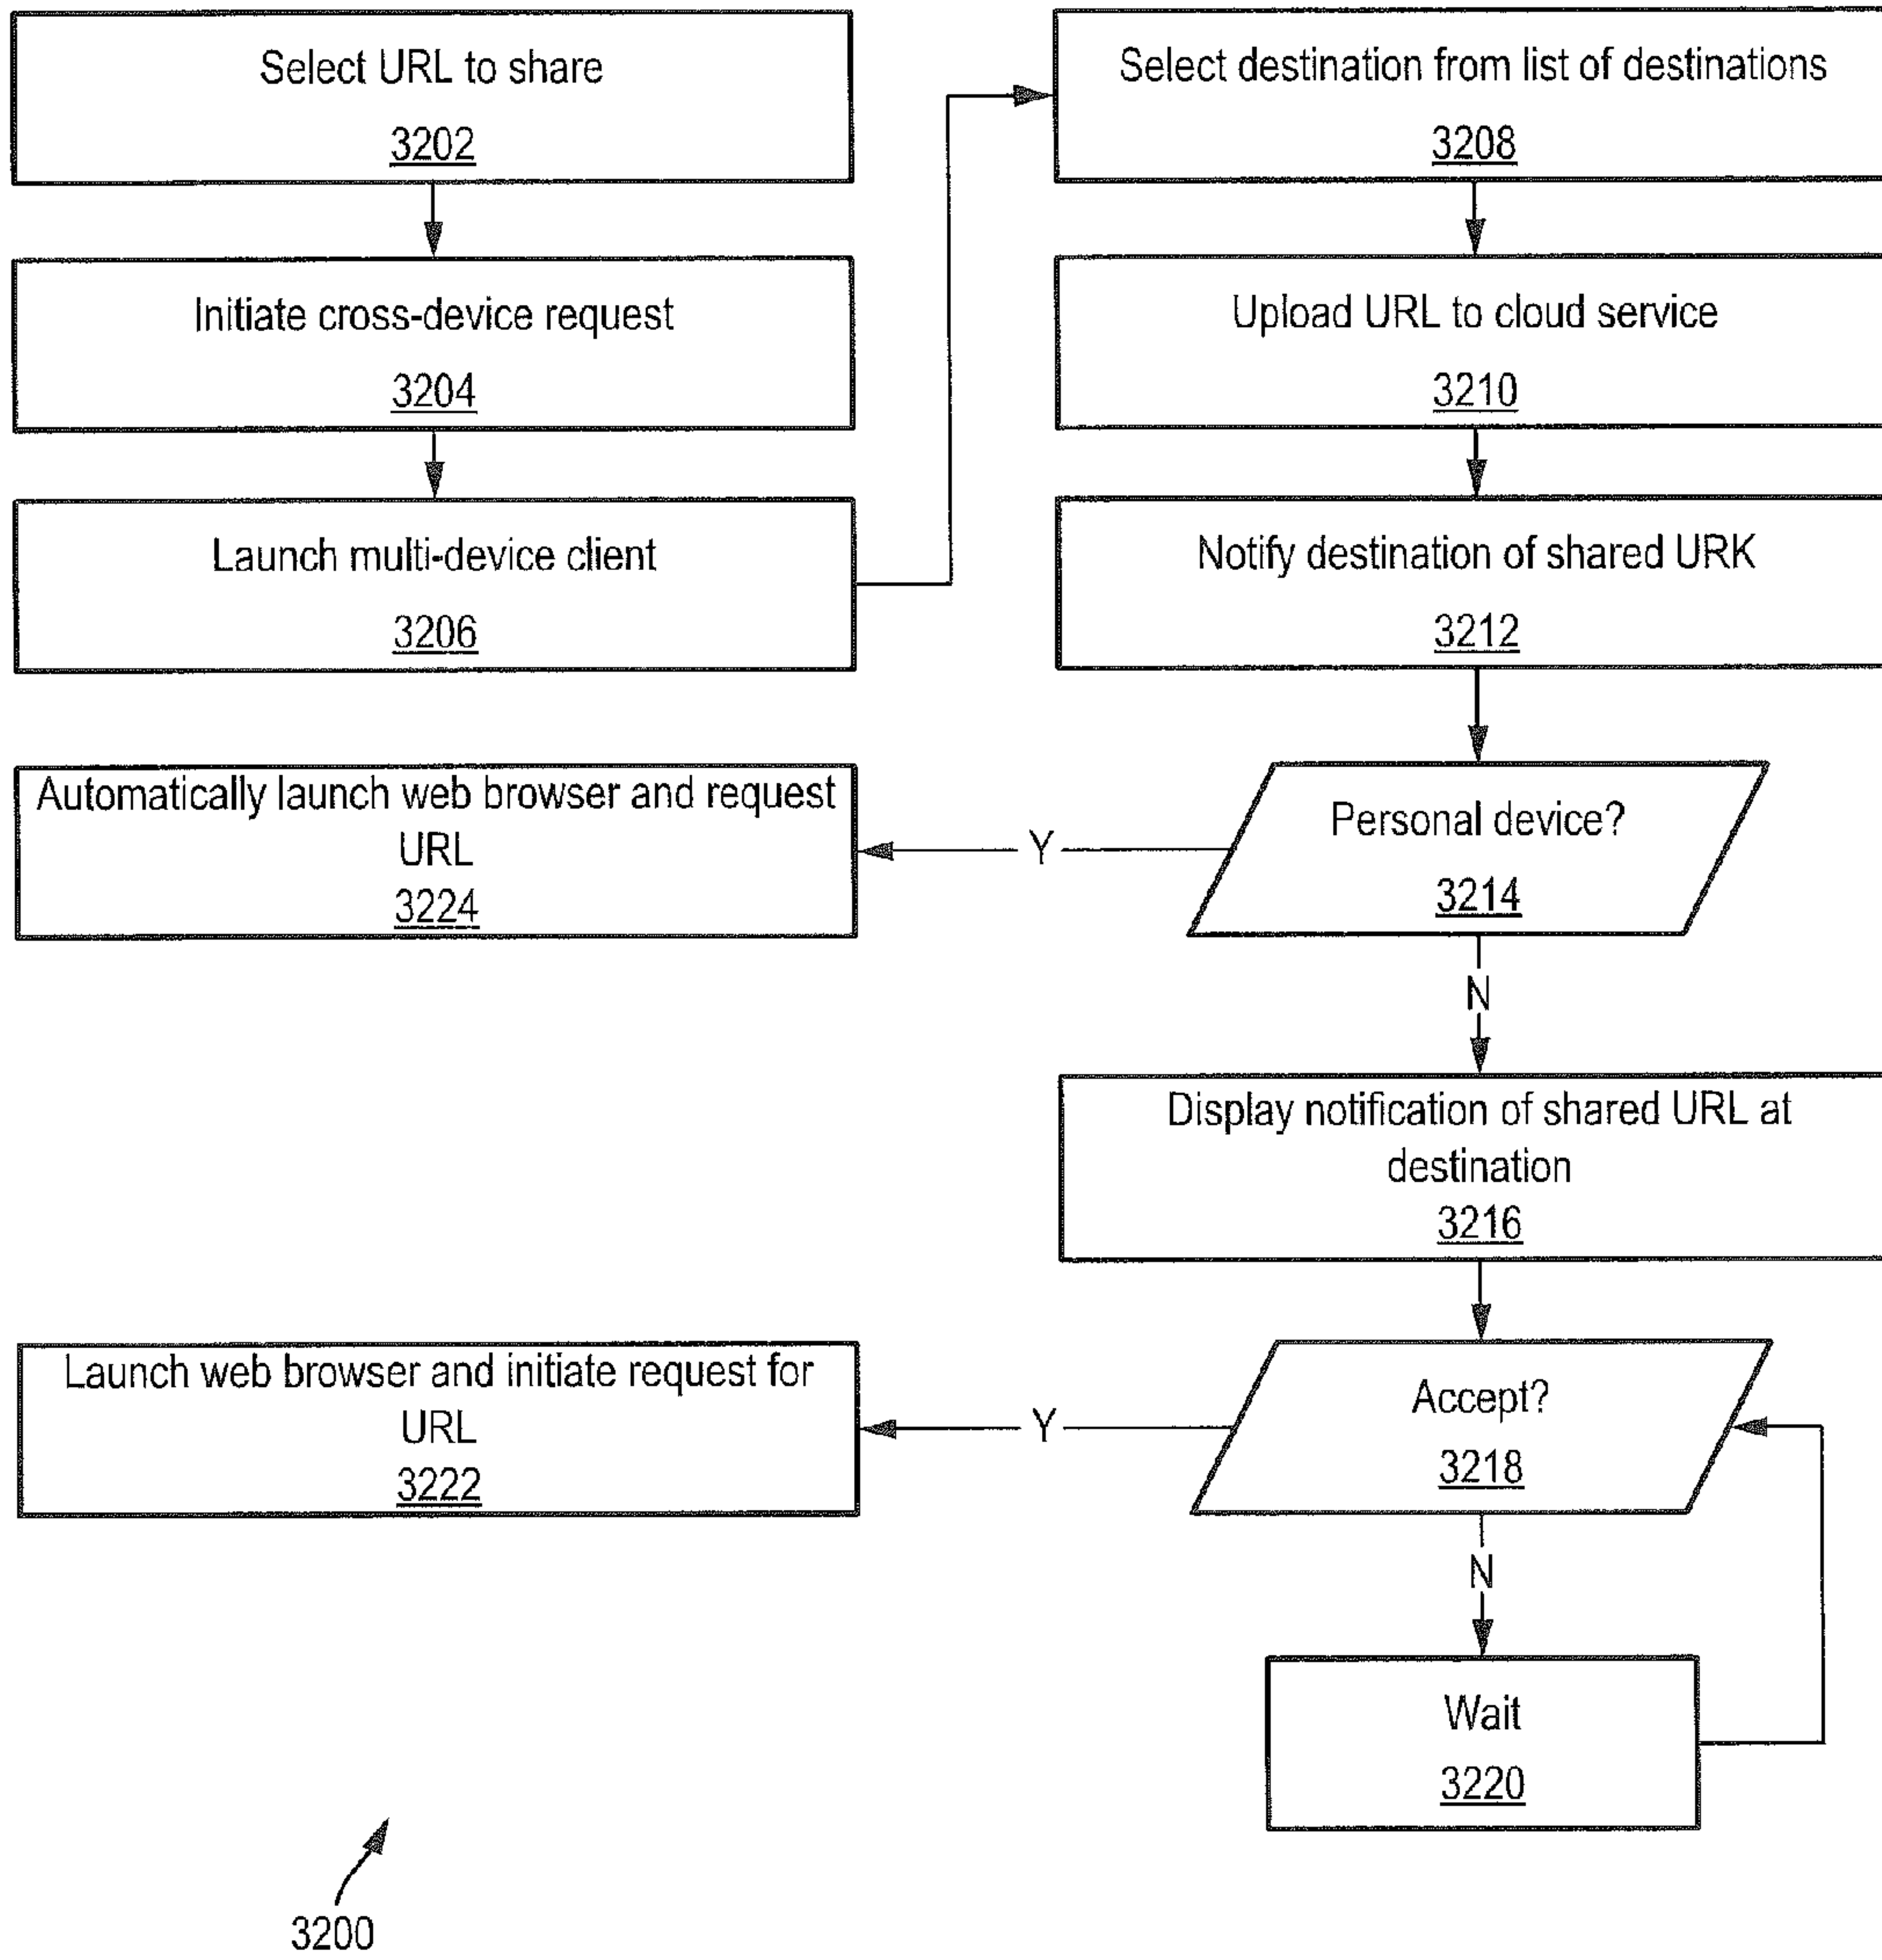 Select URL to share
3202
Initiate cross-device request
3204
Launch multi-device client
3206
Select destination from list of destinations
3208
Upload URL to cloud service
3210
Notify destination of shared URK
3212
Personal device?
3214
Y
Automatically launch web browser and request
URL
3224
N
Display notification of shared URL at
destination
3216
Accept?
3218
Y
Launch web browser and initiate request for
URL
3222
N
Wait
3220
3200